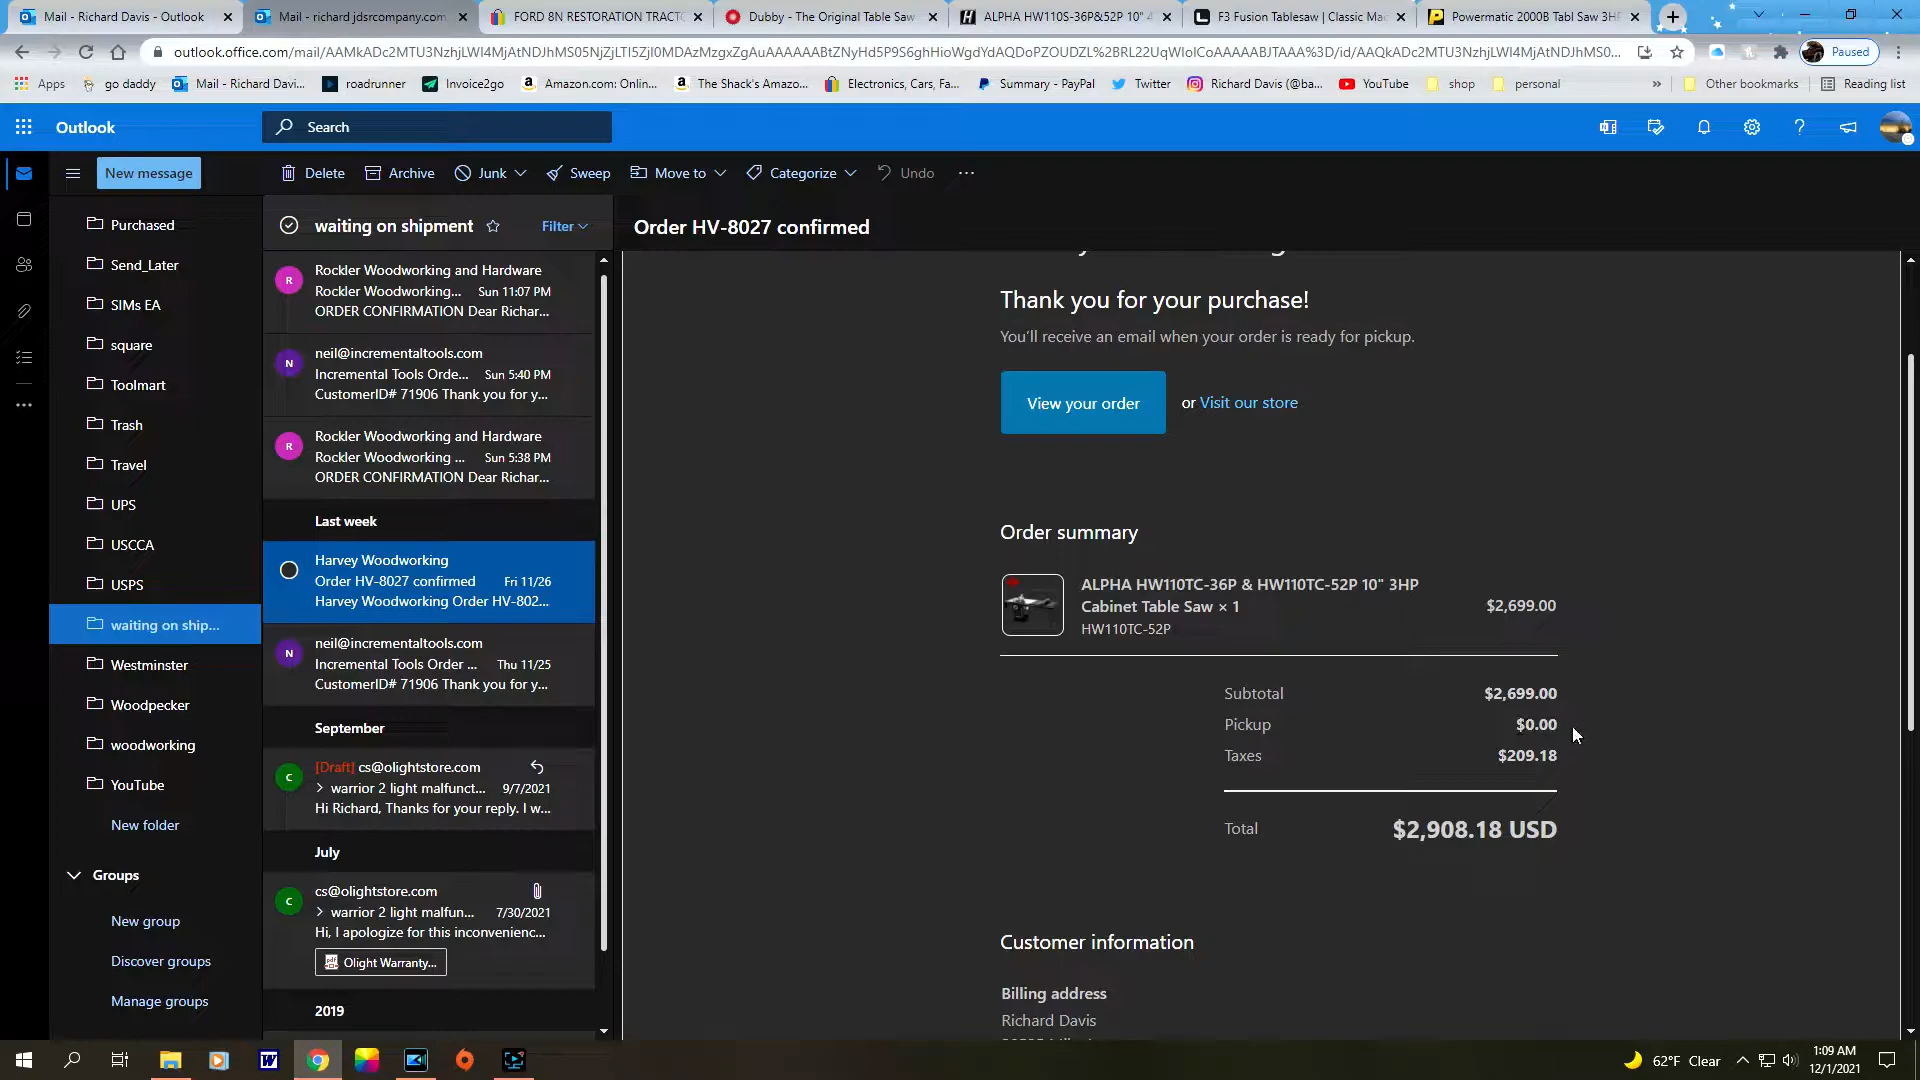 Mail - Richard Davis - Outlook
Mail - richard jdsrcompany.com
FORD 8N RESTORATION TRACTO
Dubby - The Original Table Saw
ALPHA HW110S-36P&52P 10" 4
F3 Fusion Tablesaw | Classic Mac
Powermatic 2000B Tabl Saw 3HP
Paused
Apps
go daddy
Mail - Richard Davi...
roadrunner
Invoice2go
Amazon.com: Onlin...
The Shack's Amazo...
Electronics, Cars, Fa...
Summary - PayPal
Twitter
Richard Davis (@ba...
YouTube
shop
personal
»
Other bookmarks
Reading list
Outlook
Search
New message
Delete
Archive
Junk
Sweep
Move to
Categorize
Undo
...
Purchased
Send_Later
SIMs EA
square
Toolmart
Trash
Travel
UPS
USCCA
USPS
waiting on ship...
Westminster
Woodpecker
woodworking
YouTube
New folder
Groups
New group
Discover groups
Manage groups
waiting on shipment
Filter
R
Rockler Woodworking and Hardware
Rockler Woodworking... Sun 11:07 PM
ORDER CONFIRMATION Dear Richar...
N
neil@incrementaltools.com
Incremental Tools Orde... Sun 5:40 PM
CustomerID# 71906 Thank you for y...
R
Rockler Woodworking and Hardware
Rockler Woodworking ... Sun 5:38 PM
ORDER CONFIRMATION Dear Richar...
Last week
Harvey Woodworking
Order HV-8027 confirmed Fri 11/26
Harvey Woodworking Order HV-802...
N
neil@incrementaltools.com
Incremental Tools Order ... Thu 11/25
CustomerID# 71906 Thank you for y...
September
C
[Draft] cs@olightstore.com
> warrior 2 light malfunct... 9/7/2021
Hi Richard, Thanks for your reply. I w...
July
C
cs@olightstore.com
> warrior 2 light malfun... 7/30/2021
Hi, I apologize for this inconvenienc...
Olight Warranty...
2019
Order HV-8027 confirmed
Thank you for your purchase!
You'll receive an email when your order is ready for pickup.
View your order or Visit our store
Order summary
ALPHA HW110TC-36P & HW110TC-52P 10" 3HP
Cabinet Table Saw × 1
$2,699.00
HW110TC-52P
Subtotal $2,699.00
Pickup $0.00
Taxes $209.18
Total $2,908.18 USD
Customer information
Billing address
Richard Davis
62°F Clear
1:09 AM
12/1/2021